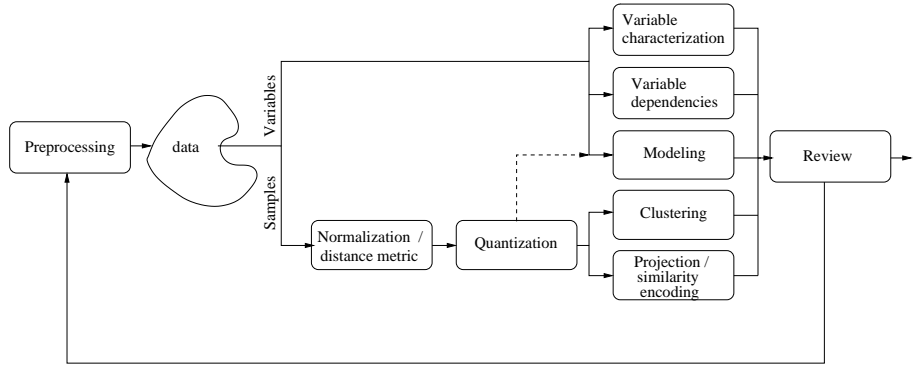 Preprocessing
data
Variables
Samples
Normalization /
distance metric
Quantization
Variable
characterization
Variable
dependencies
Modeling
Clustering
Projection /
similarity
encoding
Review